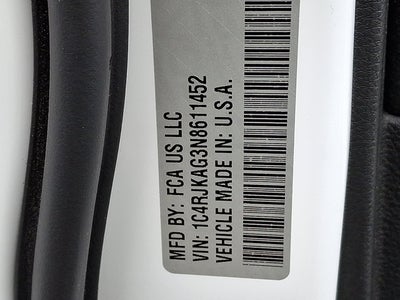 MFD BY: FCA US LLC
VIN: 1C4RJKAG3N8611452
VEHICLE MADE IN: U.S.A.